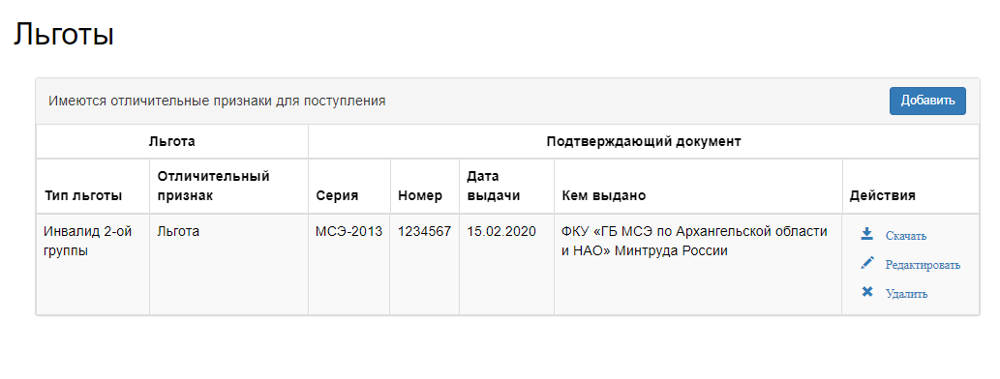 Льготы
Имеются отличительные признаки для поступления
Добавить
Льгота
Подтверждающий документ
Тип льготы
Отличительный
признак
Серия
Номер
Дата
выдачи
Кем выдано
Действия
Инвалид 2-ой
группы
Льгота
МСЭ-2013
1234567
15.02.2020
ФКУ «ГБ МСЭ по Архангельской области
и НАО» Минтруда России
Скачать
Редактировать
Удалить